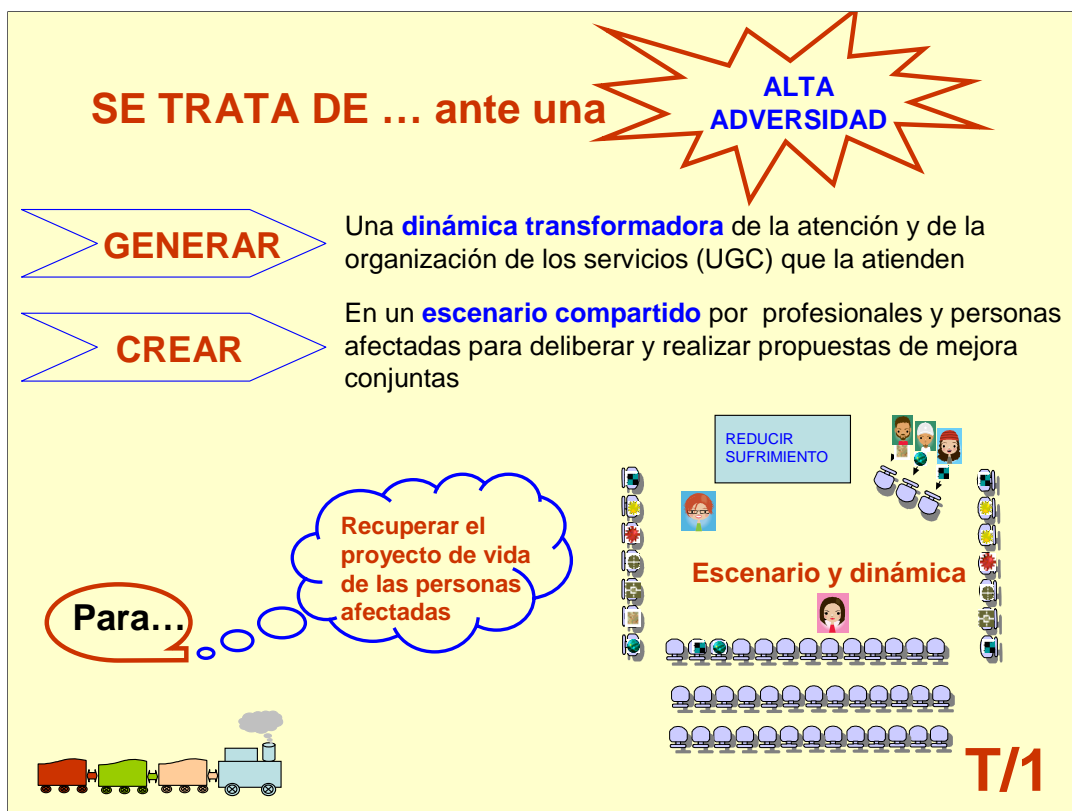 SE TRATA DE … ante una
ALTA
ADVERSIDAD
GENERAR
Una dinámica transformadora de la atención y de la
organización de los servicios (UGC) que la atienden
CREAR
En un escenario compartido por profesionales y personas
afectadas para deliberar y realizar propuestas de mejora
conjuntas
REDUCIR
SUFRIMIENTO
Recuperar el
proyecto de vida
de las personas
afectadas
Escenario y dinámica
Para…
T/1